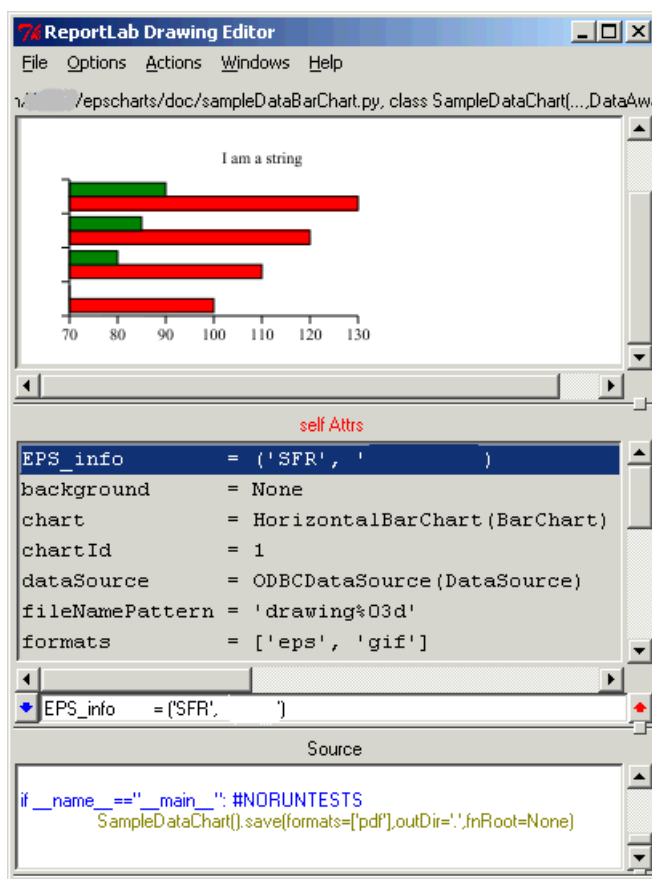 ReportLab Drawing Editor
File Options Actions Windows Help
/epscharts/doc/sampleDataBarChart.py, class SampleDataChart(...,DataAw
I am a string
70 80 90 100 110 120 130
self Attrs
EPS_info = ('SFR', ' )
background = None
chart = HorizontalBarChart(BarChart)
chartId = 1
dataSource = ODBCDataSource(DataSource)
fileNamePattern = 'drawing%03d'
formats = ['eps', 'gif']
EPS_info = ('SFR', ')
Source
if __name__=="__main__": #NORUNTESTS
SampleDataChart().save(formats=['pdf'],outDir='.',fnRoot=None)